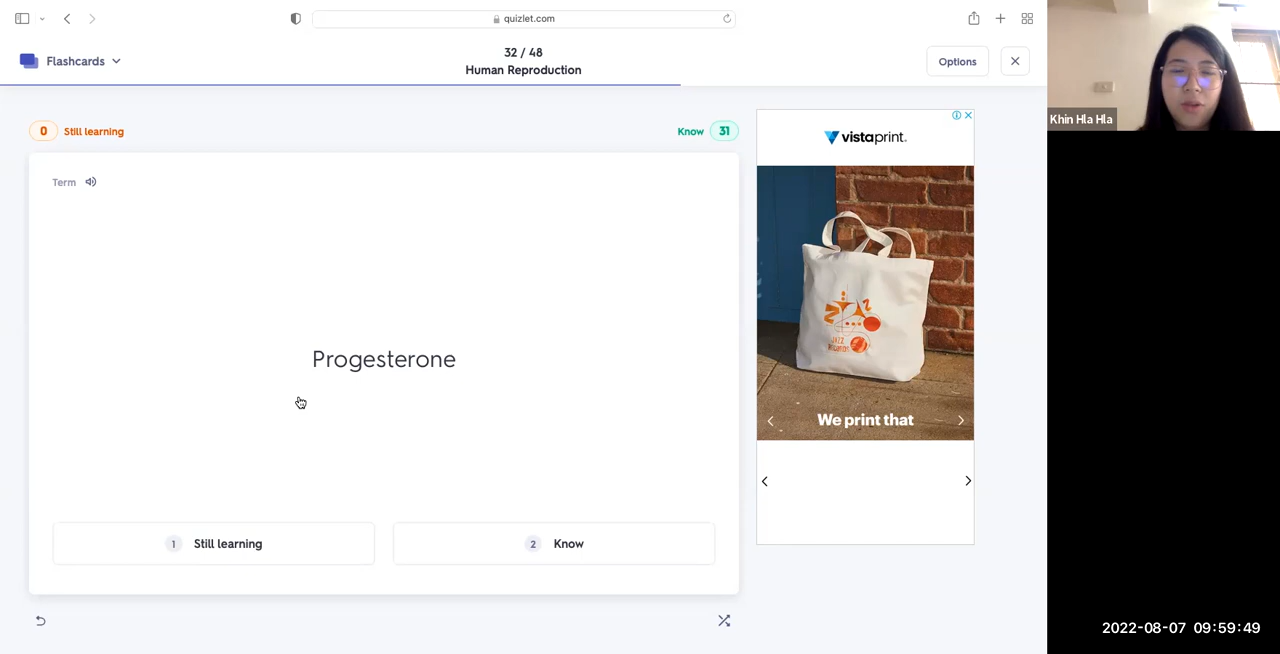 quizlet.com
Flashcards
32 / 48
Human Reproduction
Options
Khin Hla Hla
0 Still learning
Know 31
Term
Progesterone
1 Still learning
2 Know
vistaprint.
JAZZ
We print that
2022-08-07 09:59:49